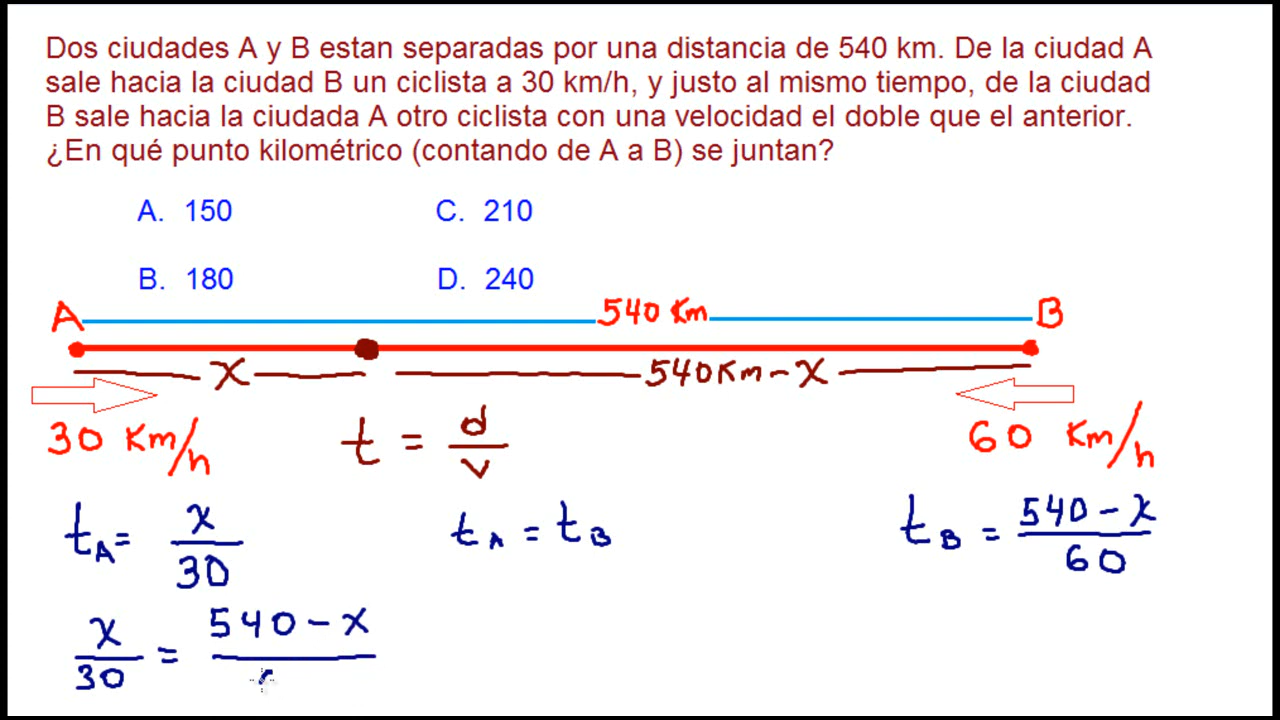 Dos ciudades A y B estan separadas por una distancia de 540 km. De la ciudad A
sale hacia la ciudad B un ciclista a 30 km/h, y justo al mismo tiempo, de la ciudad
B sale hacia la ciudada A otro ciclista con una velocidad el doble que el anterior.
¿En qué punto kilométrico (contando de A a B) se juntan?
A. 150 C. 210
B. 180 D. 240
A 540 Km B
x 540 Km - x
30 Km/h t = d/v 60 Km/h
tA = x/30 tA = tB tB = 540 - x/60
x/30 = 540 - x